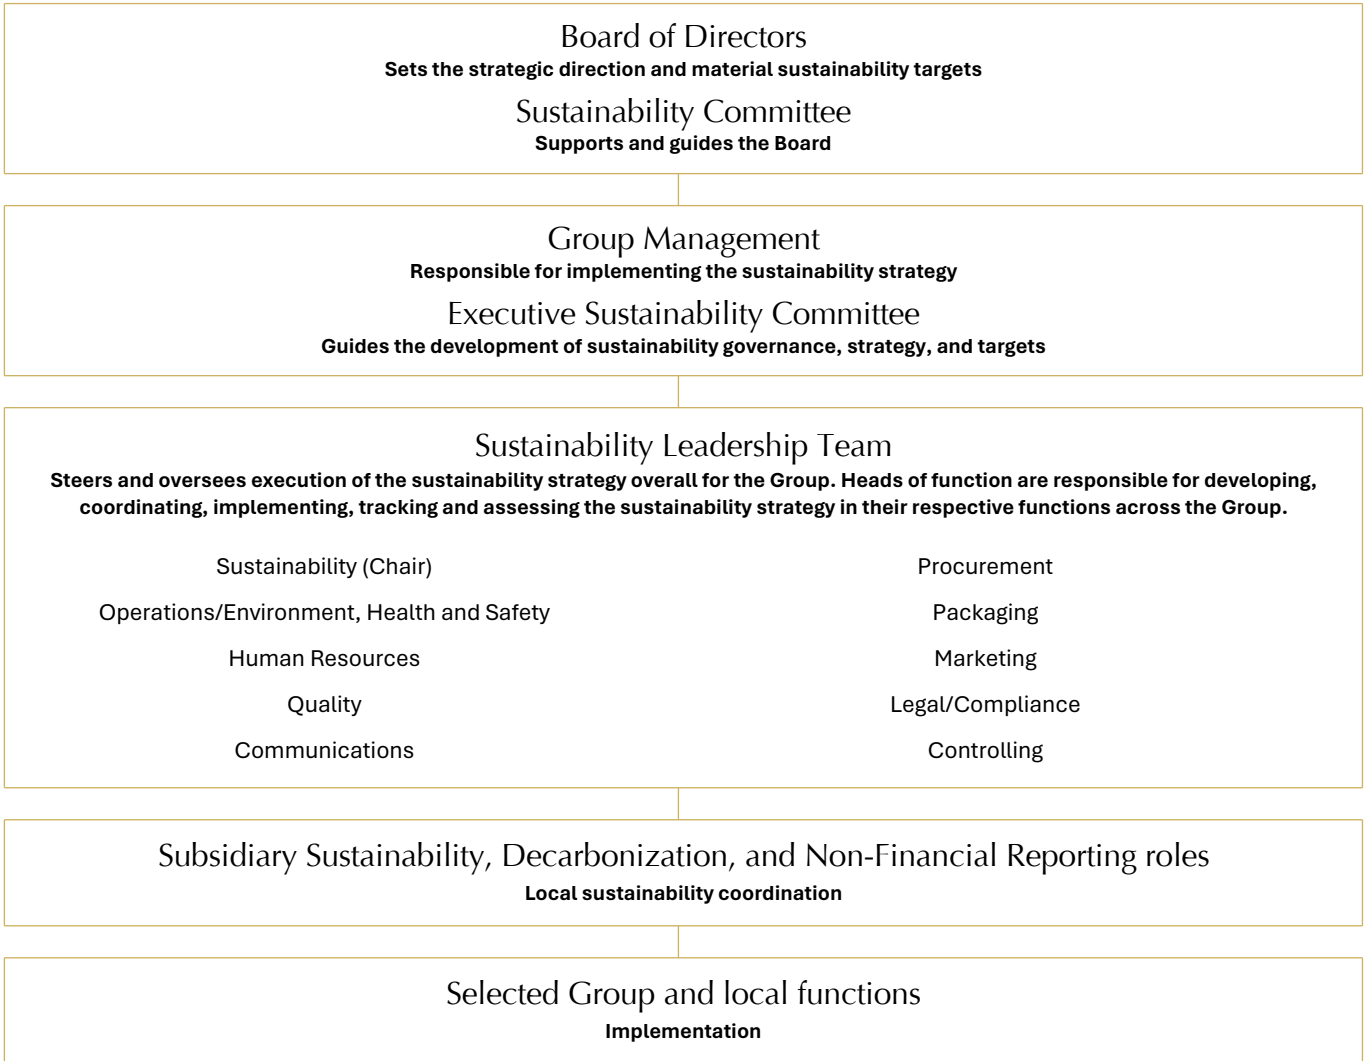 Board of Directors
Sets the strategic direction and material sustainability targets
Sustainability Committee
Supports and guides the Board
Group Management
Responsible for implementing the sustainability strategy
Executive Sustainability Committee
Guides the development of sustainability governance, strategy, and targets
Sustainability Leadership Team
Steers and oversees execution of the sustainability strategy overall for the Group. Heads of function are responsible for developing,
coordinating, implementing, tracking and assessing the sustainability strategy in their respective functions across the Group.
Sustainability (Chair)
Operations/Environment, Health and Safety
Human Resources
Quality
Communications
Procurement
Packaging
Marketing
Legal/Compliance
Controlling
Subsidiary Sustainability, Decarbonization, and Non-Financial Reporting roles
Local sustainability coordination
Selected Group and local functions
Implementation